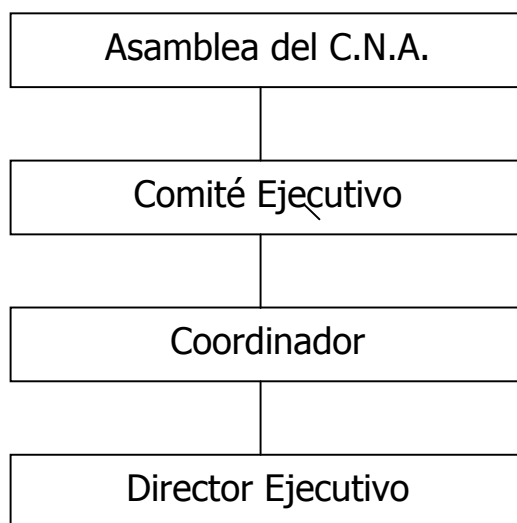 Asamblea del C.N.A.
Comité Ejecutivo
Coordinador
Director Ejecutivo